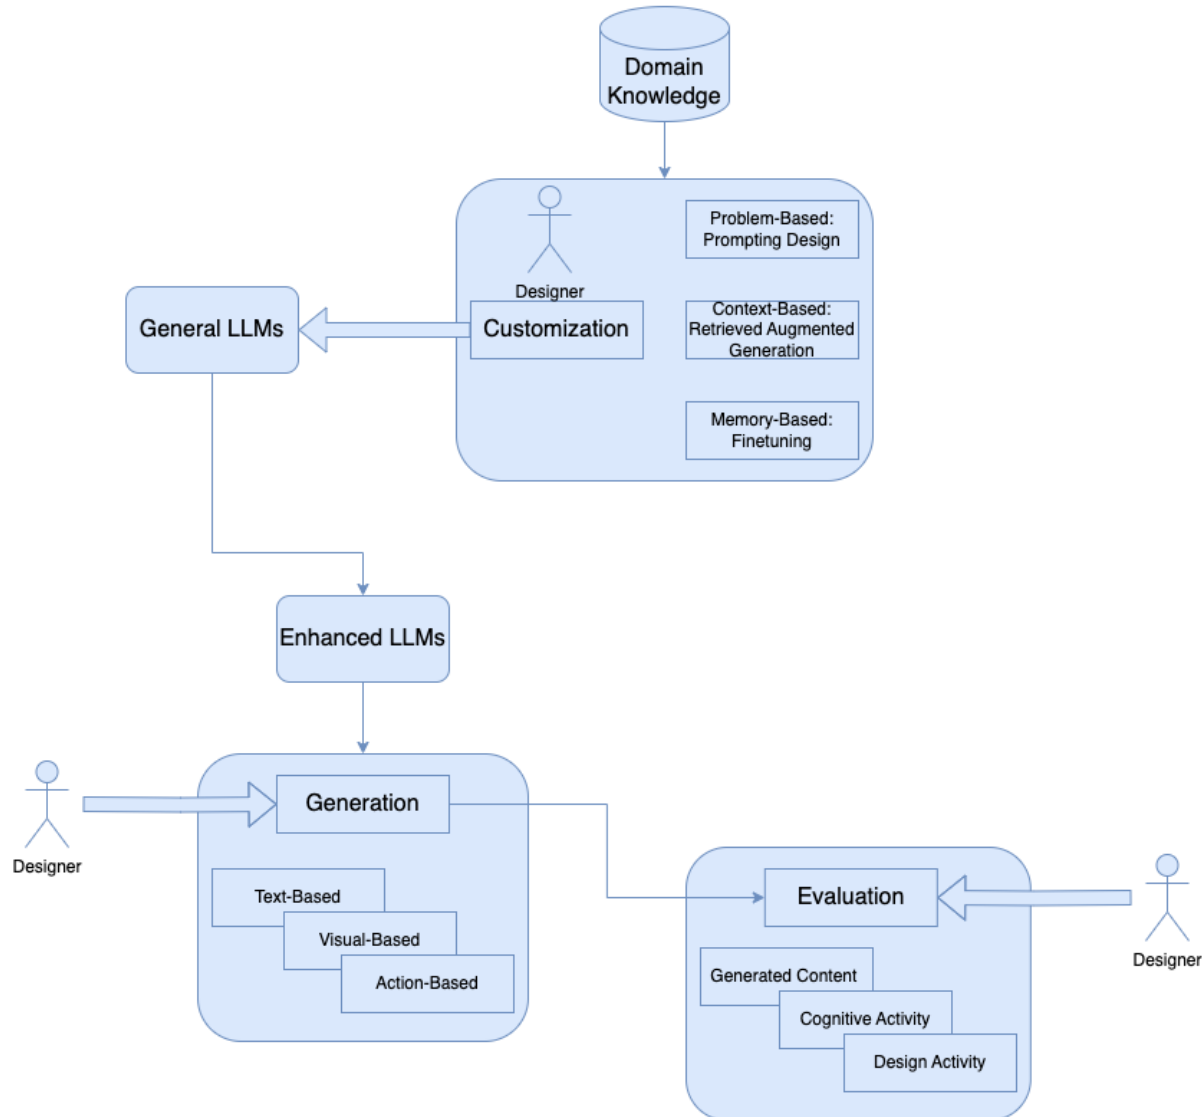 Domain
Knowledge
Problem-Based:
Prompting Design
Designer
General LLMs
Customization
Context-Based:
Retrieved Augmented
Generation
Memory-Based:
Finetuning
Enhanced LLMs
Designer
Generation
Text-Based
Visual-Based
Action-Based
Evaluation
Designer
Generated Content
Cognitive Activity
Design Activity